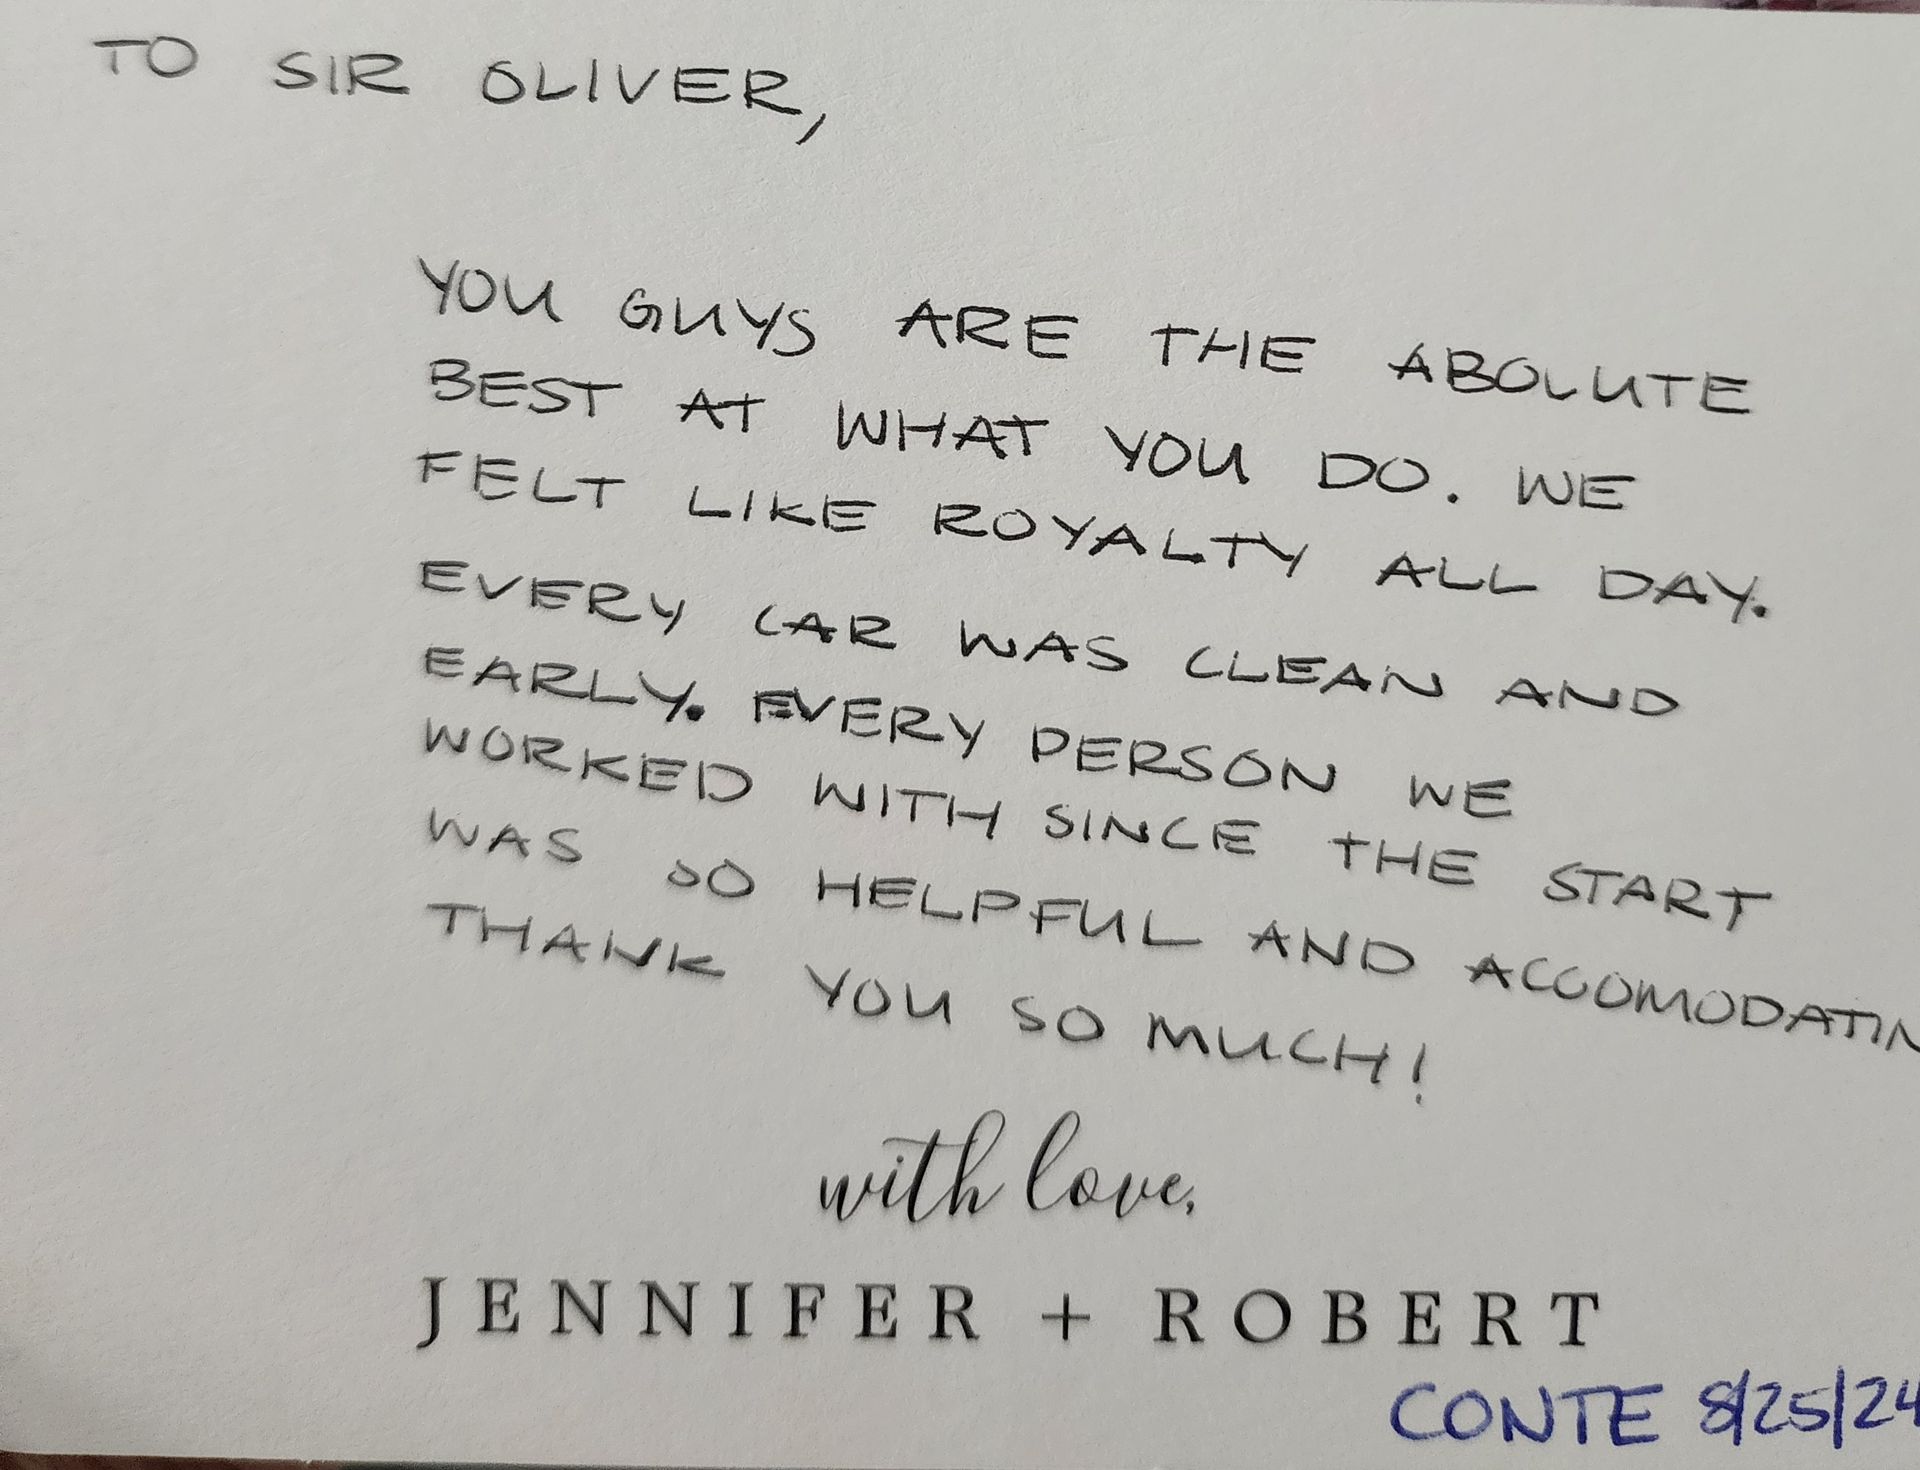 TO SIR OLIVER,
YOU GUYS ARE THE ABOLUTE
BEST AT WHAT YOU DO. WE
FELT LIKE ROYALTY ALL DAY.
EVERY CAR WAS CLEAN AND
EARLY. EVERY PERSON WE
WORKED WITH SINCE THE START
WAS SO HELPFUL AND ACCOMODATIN
THANK YOU SO MUCH!
with love,
JENNIFER + ROBERT
CONTE 8/25/24